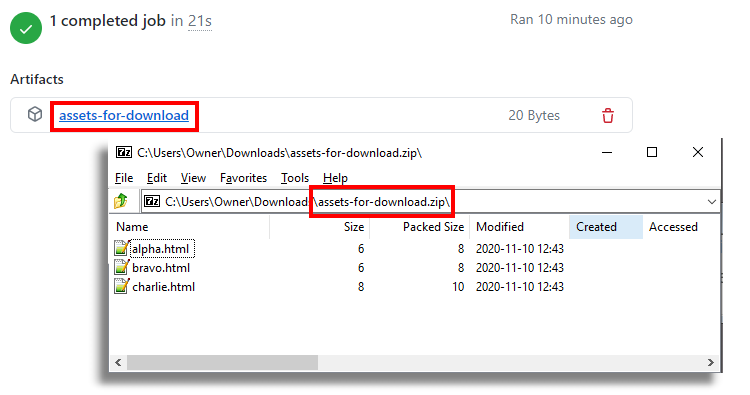 1 completed job in 21s Ran 10 minutes ago
Artifacts
assets-for-download 20 Bytes
7z C:\Users\Owner\Downloads\assets-for-download.zip\
File Edit View Favorites Tools Help
7z C:\Users\Owner\Downloads\assets-for-download.zip\
Name Size Packed Size Modified Created Accessed
alpha.html 6 8 2020-11-10 12:43
bravo.html 6 8 2020-11-10 12:43
charlie.html 8 10 2020-11-10 12:43